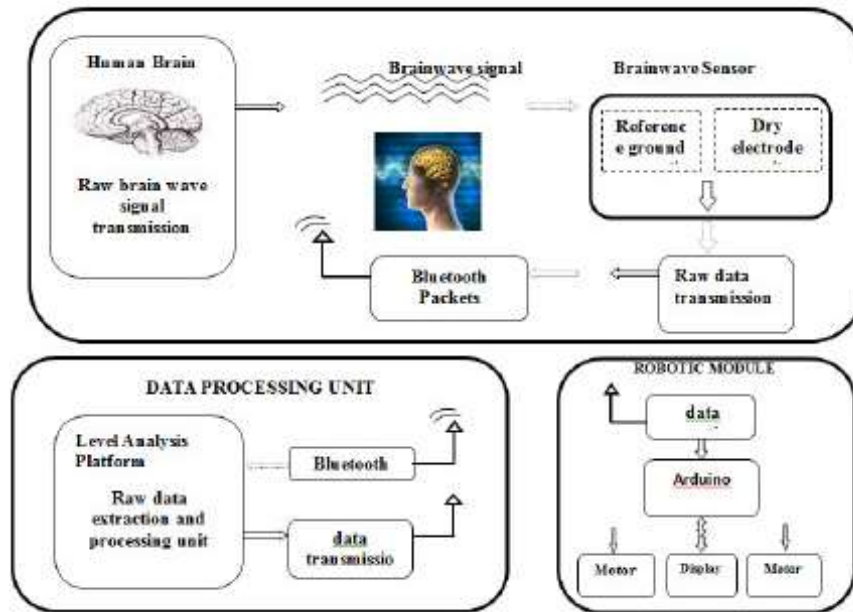 Human Brain
Raw brain wave
signal
transmission
Brainwave signal
Brainwave Sensor
Referenc
e ground
Dry
electrode
Bluetooth
Packets
Raw data
transmission
DATA PROCESSING UNIT
Level Analysis
Platform
Raw data
extraction and
processing unit
Bluetooth
data
transmissio
ROBOTIC MODULE
data
Arduino
Motor
Display
Motor